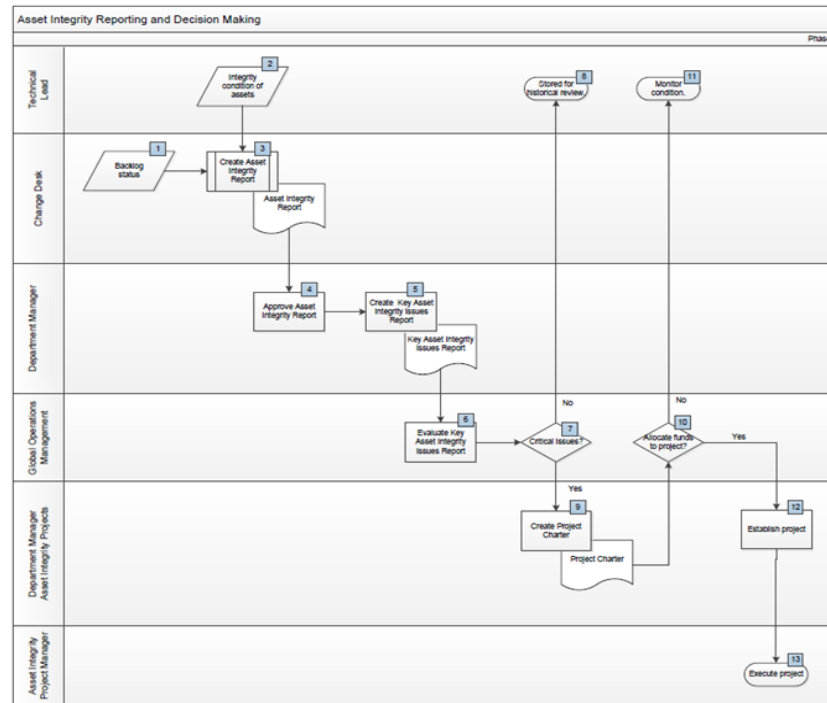 Asset Integrity Reporting and Decision Making
Phase
Technical
Lead
2
Integrity
condition of
assets
8
Stored for
historical review.
11
Monitor
condition.
Change Desk
1
Backlog
status
3
Create Asset
Integrity
Report
Asset Integrity
Report
Department Manager
4
Approve Asset
Integrity Report
5
Create Key Asset
Integrity Issues
Report
Key Asset Integrity
Issues Report
Global Operations
Management
6
Evaluate Key
Asset Integrity
Issues Report
No
7
Critical Issues?
Yes
No
10
Allocate funds
to project?
Yes
Department Manager
Asset Integrity Projects
9
Create Project
Charter
Project Charter
12
Establish project
Asset Integrity
Project Manager
13
Execute project